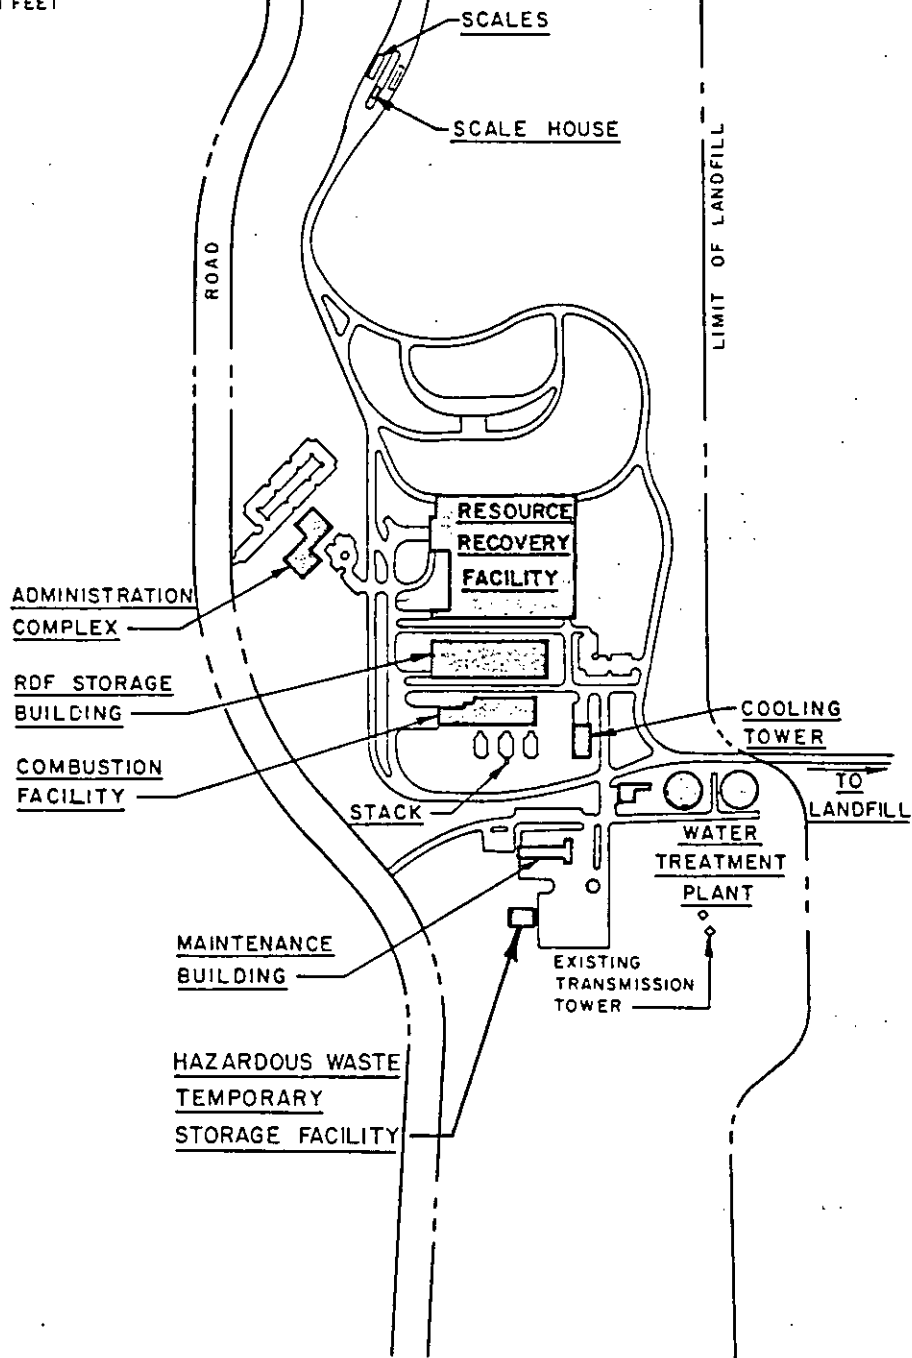 FEET
SCALES
SCALE HOUSE
LIMIT OF LANDFILL
ROAD
RESOURCE
RECOVERY
FACILITY
ADMINISTRATION
COMPLEX
RDF STORAGE
BUILDING
COMBUSTION
FACILITY
STACK
COOLING
TOWER
TO
LANDFILL
WATER
TREATMENT
PLANT
MAINTENANCE
BUILDING
EXISTING
TRANSMISSION
TOWER
HAZARDOUS WASTE
TEMPORARY
STORAGE FACILITY